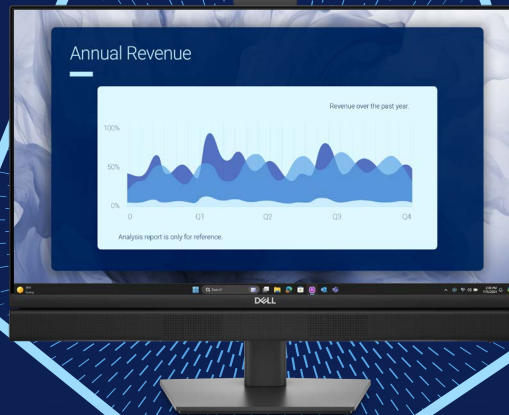 Annual Revenue
Revenue over the past year.
100%
50%
0%
0 Q1 Q2 Q3 Q4
Analysis report is only for reference.
Search
DELL